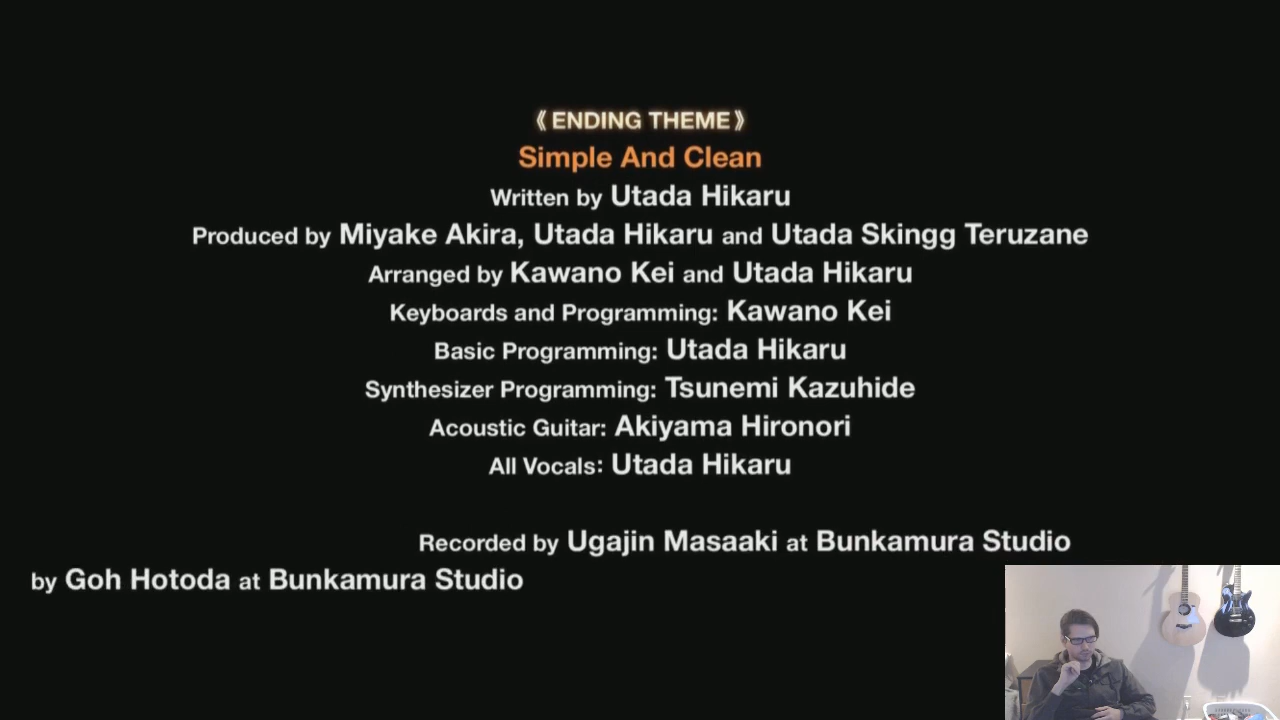 《ENDING THEME》
Simple And Clean
Written by Utada Hikaru
Produced by Miyake Akira, Utada Hikaru and Utada Skingg Teruzane
Arranged by Kawano Kei and Utada Hikaru
Keyboards and Programming: Kawano Kei
Basic Programming: Utada Hikaru
Synthesizer Programming: Tsunemi Kazuhide
Acoustic Guitar: Akiyama Hironori
All Vocals: Utada Hikaru
Recorded by Ugajin Masaaki at Bunkamura Studio
by Goh Hotoda at Bunkamura Studio